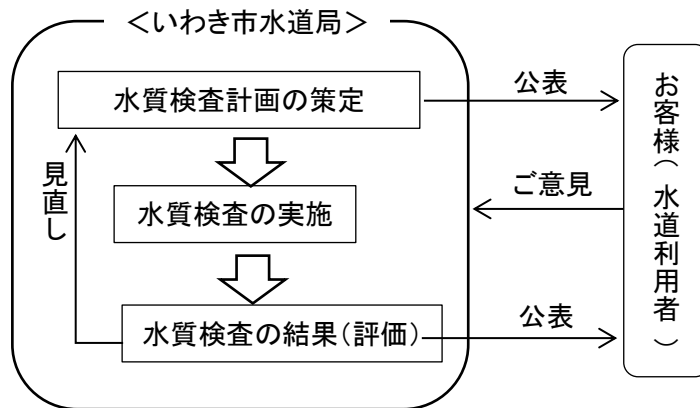 ＜いわき市水道局＞
水質検査計画の策定
公表
お客様（水道利用者）
見直し
ご意見
水質検査の実施
水質検査の結果（評価）
公表